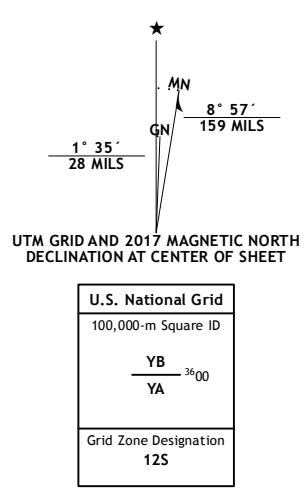 ★
MN
8° 57´
159 MILS
GN
1° 35´
28 MILS
UTM GRID AND 2017 MAGNETIC NORTH
DECLINATION AT CENTER OF SHEET
U.S. National Grid
100,000-m Square ID
YB
3600
YA
Grid Zone Designation
12S